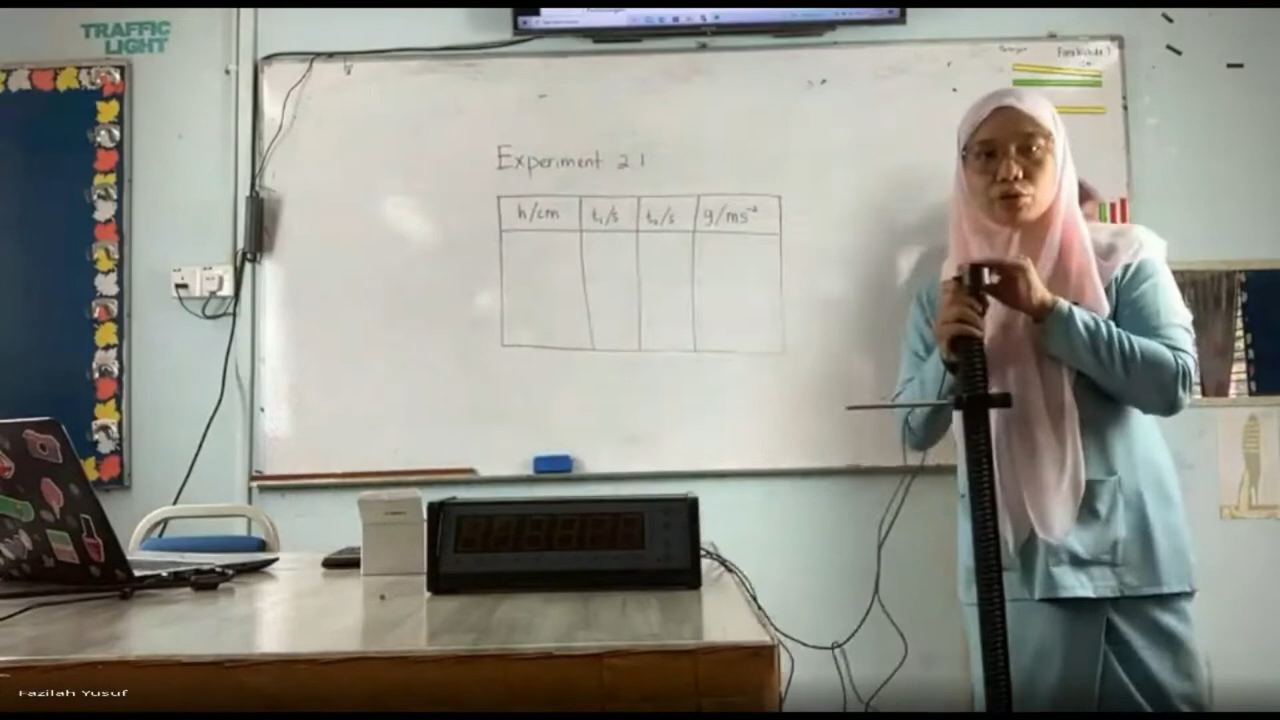 TRAFFIC
LIGHT
Experiment 2.1
h/cm t₁/s t₂/s g/ms⁻²
Fazilah Yusuf